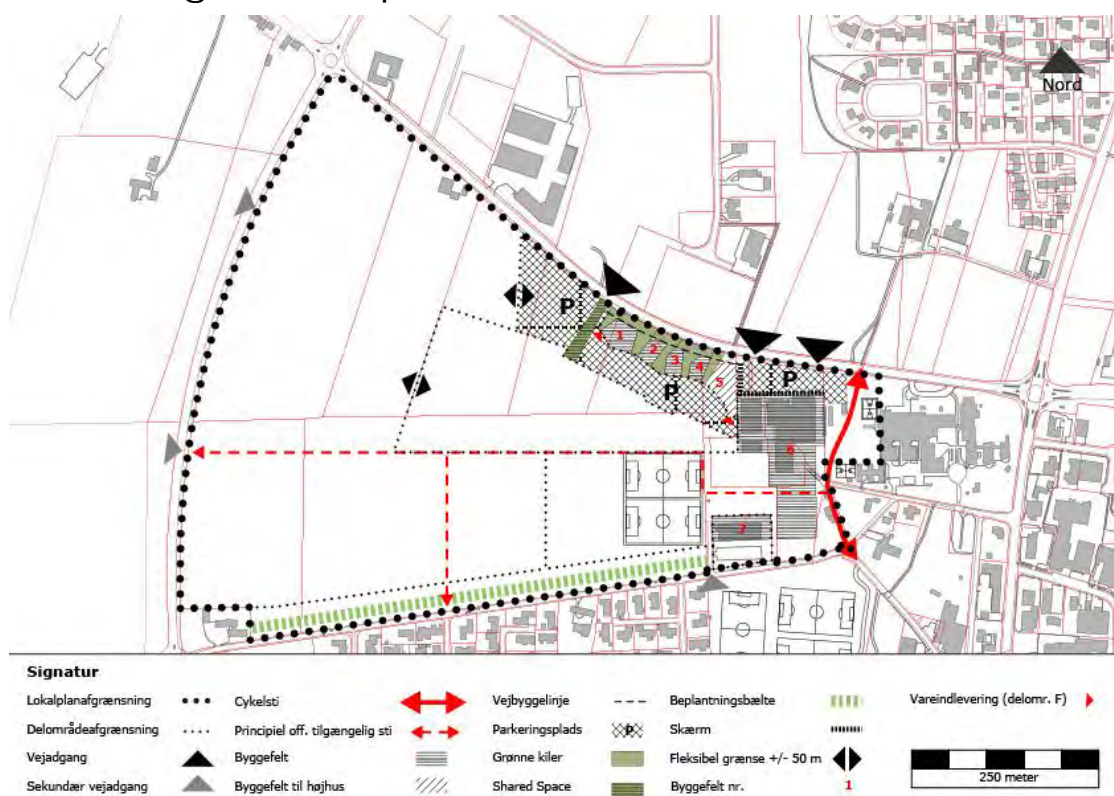 Nord
P
1
2
3
4
5
P
P
6
7
Signatur
Lokalplanafgrænsning Cykelsti Vejbyggelinje Beplantningsbælte Vareindlevering (delomr. F)
Delområdeafgrænsning Principiel off. tilgængelig sti Parkeringsplads P Skærm
Vejadgang Byggefelt Grønne kiler Fleksibel grænse +/- 50 m
Sekundær vejadgang Byggefelt til højhus Shared Space Byggefelt nr. 1
250 meter